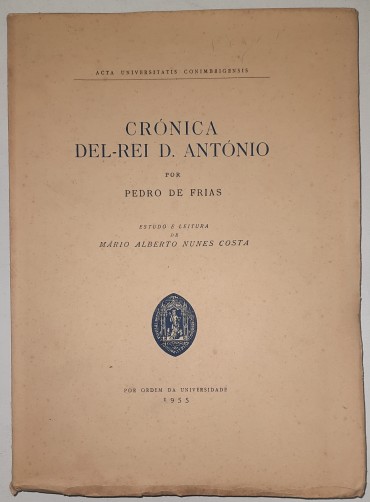 ACTA UNIVERSITATIS CONIMBRIGENSIS
CRÓNICA
DEL-REI D. ANTÓNIO
POR
PEDRO DE FRIAS
ESTUDO E LEITURA
DE
MÁRIO ALBERTO NUNES COSTA
POR ORDEM DA UNIVERSIDADE
1955